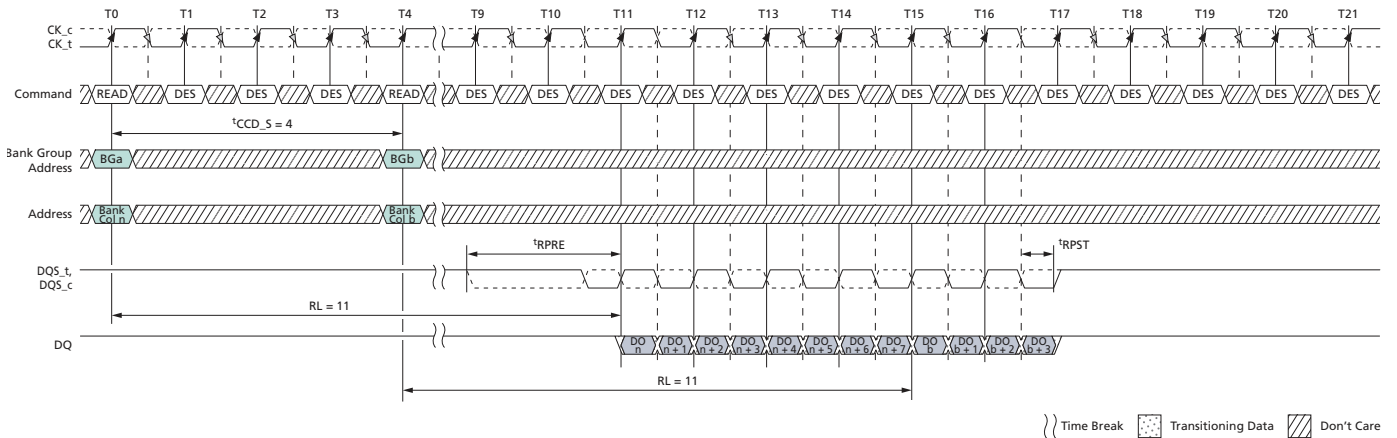 T0 T1 T2 T3 T4 T9 T10 T11 T12 T13 T14 T15 T16 T17 T18 T19 T20 T21
CK_c
CK_t
Command READ DES DES DES READ DES DES DES DES DES DES DES DES DES DES DES DES DES
tCCD_S = 4
Bank Group
Address
BGa BGb
Address
Bank
Col n
Bank
Col b
tRPRE tRPST
DQS_t,
DQS_c
RL = 11
DQ
DO
n
DO
n + 1
DO
n + 2
DO
n + 3
DO
n + 4
DO
n + 5
DO
n + 6
DO
n + 7
DO
b
DO
b + 1
DO
b + 2
DO
b + 3
RL = 11
Time Break Transitioning Data Don't Care